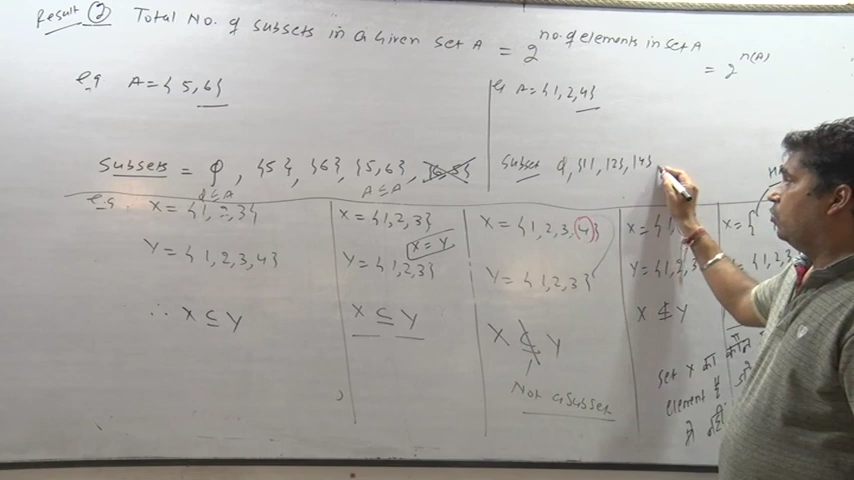 Result ② Total No. of subsets in a given set A = 2^no. of elements in set A = 2^n(A)
e.g A = {5,6}
A = {1,2,4}
Subsets = φ, {5}, {6}, {5,6}, {6,5}
φ ⊆ A
A ⊆ A
Subset φ, {1}, {2}, {4}
e.g. X = {1,2,3}
Y = {1,2,3,4}
∴ X ⊆ Y
X = {1,2,3}
X = Y
Y = {1,2,3}
X ⊆ Y
X = {1,2,3,4}
Y = {1,2,3}
X ⊄ Y
Not a subset
X = {1,
Y = {1,2,3
X ⊄ Y
set X का
element
X = {
= {1,2,3